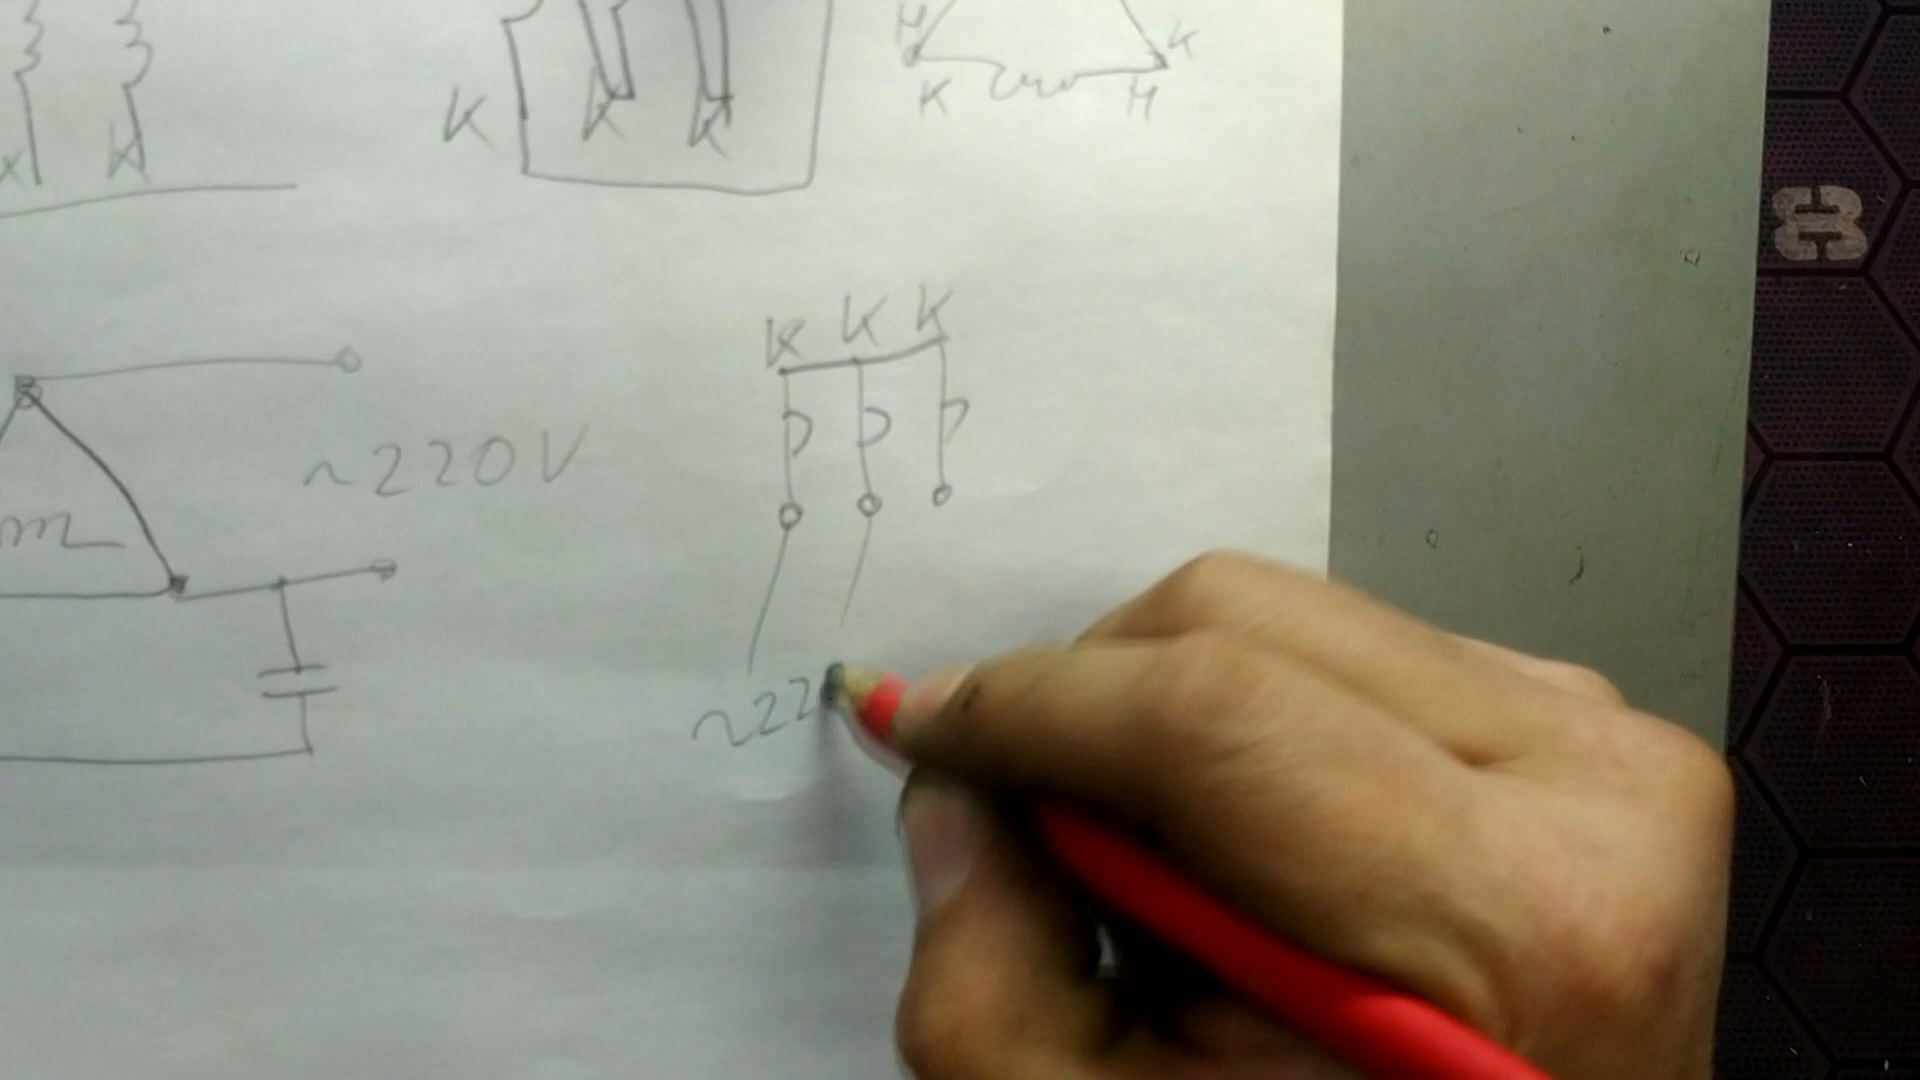 Н К
К К К К Н
К К
К К К
~220V
~22